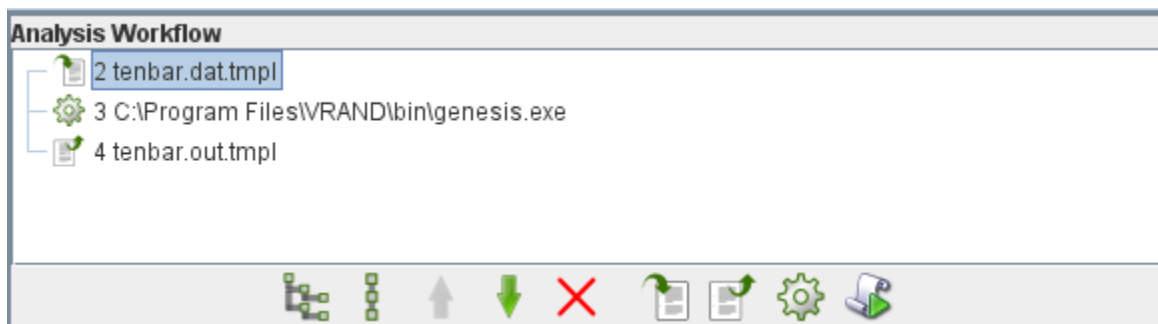 Analysis Workflow
2 tenbar.dat.tmpl
3 C:\Program Files\VRAND\bin\genesis.exe
4 tenbar.out.tmpl